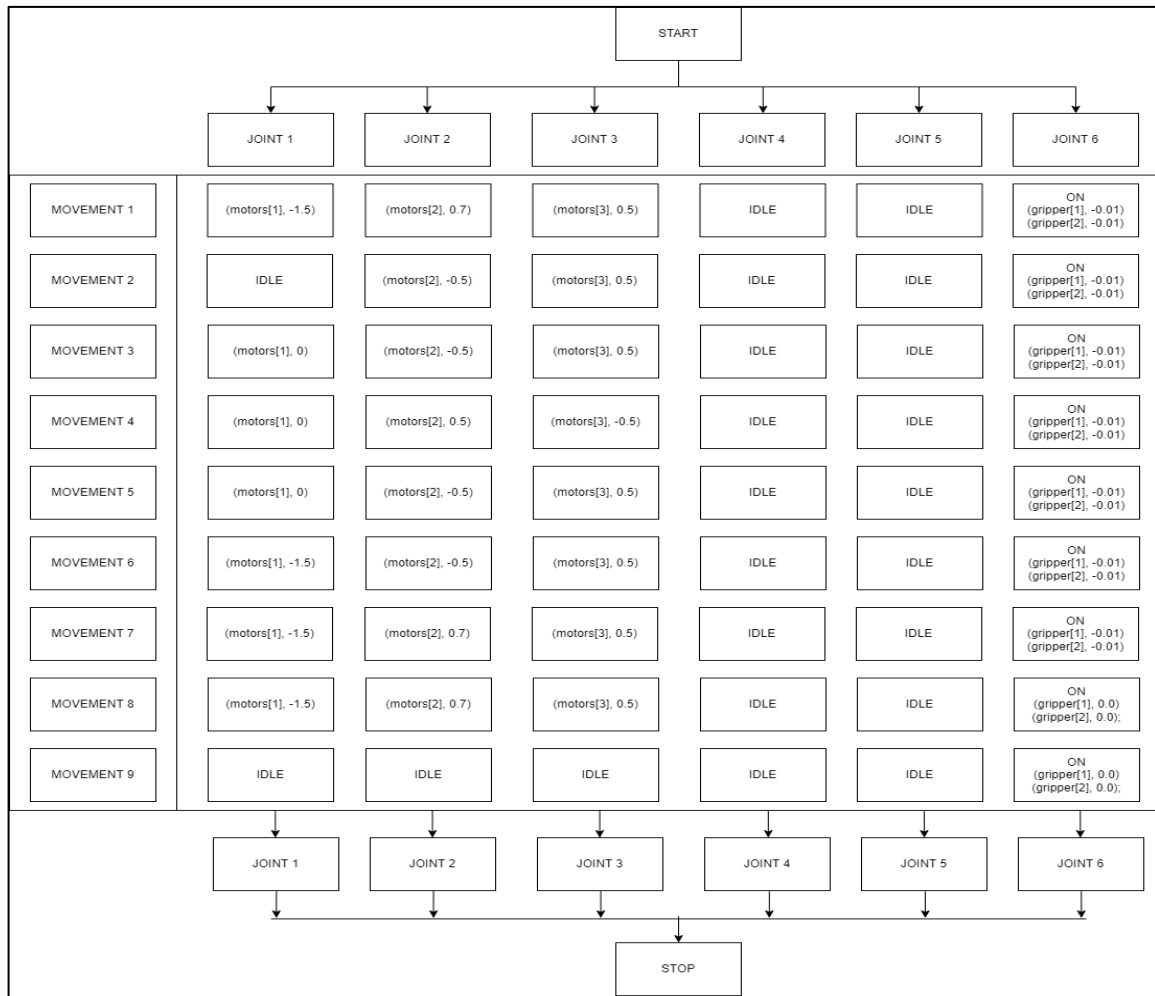 START
JOINT 1
JOINT 2
JOINT 3
JOINT 4
JOINT 5
JOINT 6
MOVEMENT 1
(motors[1], -1.5)
(motors[2], 0.7)
(motors[3], 0.5)
IDLE
IDLE
ON
(gripper[1], -0.01)
(gripper[2], -0.01)
MOVEMENT 2
IDLE
(motors[2], -0.5)
(motors[3], 0.5)
IDLE
IDLE
ON
(gripper[1], -0.01)
(gripper[2], -0.01)
MOVEMENT 3
(motors[1], 0)
(motors[2], -0.5)
(motors[3], 0.5)
IDLE
IDLE
ON
(gripper[1], -0.01)
(gripper[2], -0.01)
MOVEMENT 4
(motors[1], 0)
(motors[2], 0.5)
(motors[3], -0.5)
IDLE
IDLE
ON
(gripper[1], -0.01)
(gripper[2], -0.01)
MOVEMENT 5
(motors[1], 0)
(motors[2], -0.5)
(motors[3], 0.5)
IDLE
IDLE
ON
(gripper[1], -0.01)
(gripper[2], -0.01)
MOVEMENT 6
(motors[1], -1.5)
(motors[2], -0.5)
(motors[3], 0.5)
IDLE
IDLE
ON
(gripper[1], -0.01)
(gripper[2], -0.01)
MOVEMENT 7
(motors[1], -1.5)
(motors[2], 0.7)
(motors[3], 0.5)
IDLE
IDLE
ON
(gripper[1], -0.01)
(gripper[2], -0.01)
MOVEMENT 8
(motors[1], -1.5)
(motors[2], 0.7)
(motors[3], 0.5)
IDLE
IDLE
ON
(gripper[1], 0.0)
(gripper[2], 0.0);
MOVEMENT 9
IDLE
IDLE
IDLE
IDLE
IDLE
ON
(gripper[1], 0.0)
(gripper[2], 0.0);
JOINT 1
JOINT 2
JOINT 3
JOINT 4
JOINT 5
JOINT 6
STOP